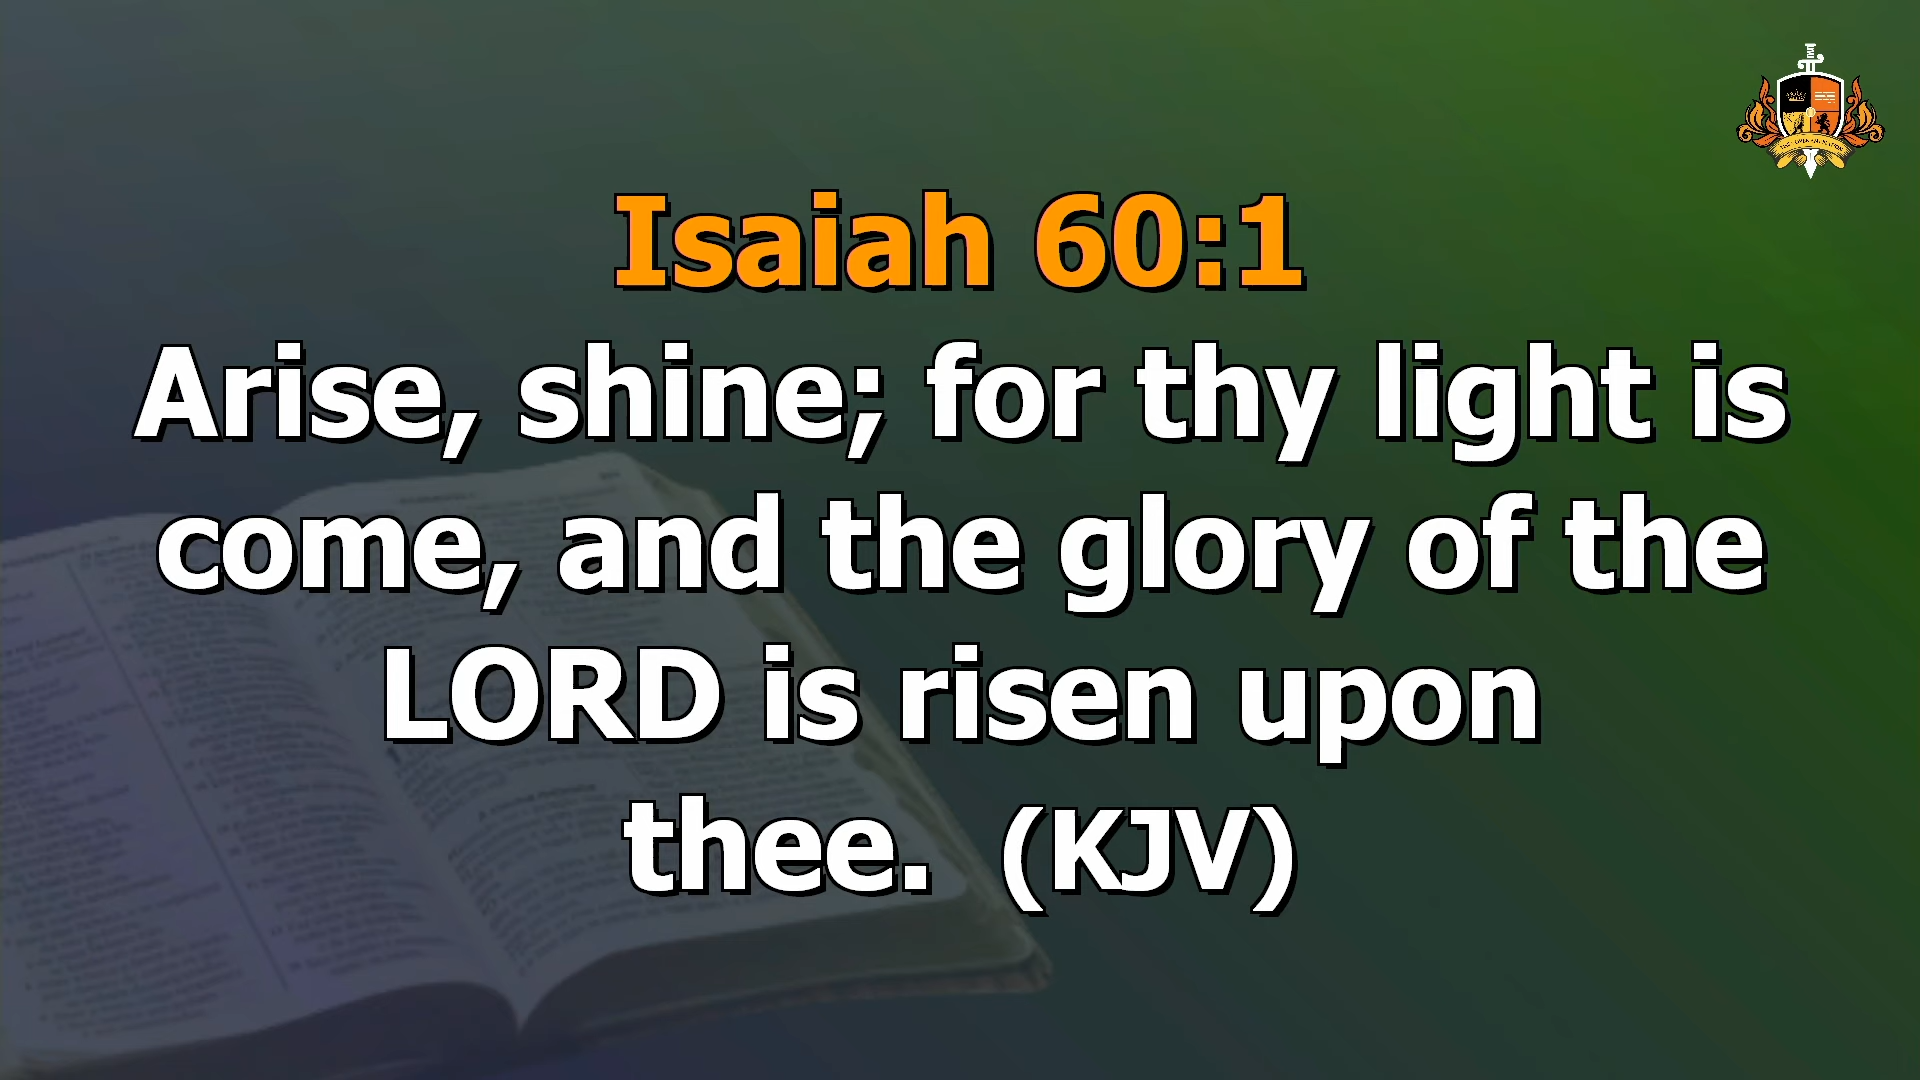 Isaiah 60:1
Arise, shine; for thy light is
come, and the glory of the
LORD is risen upon
thee.  (KJV)